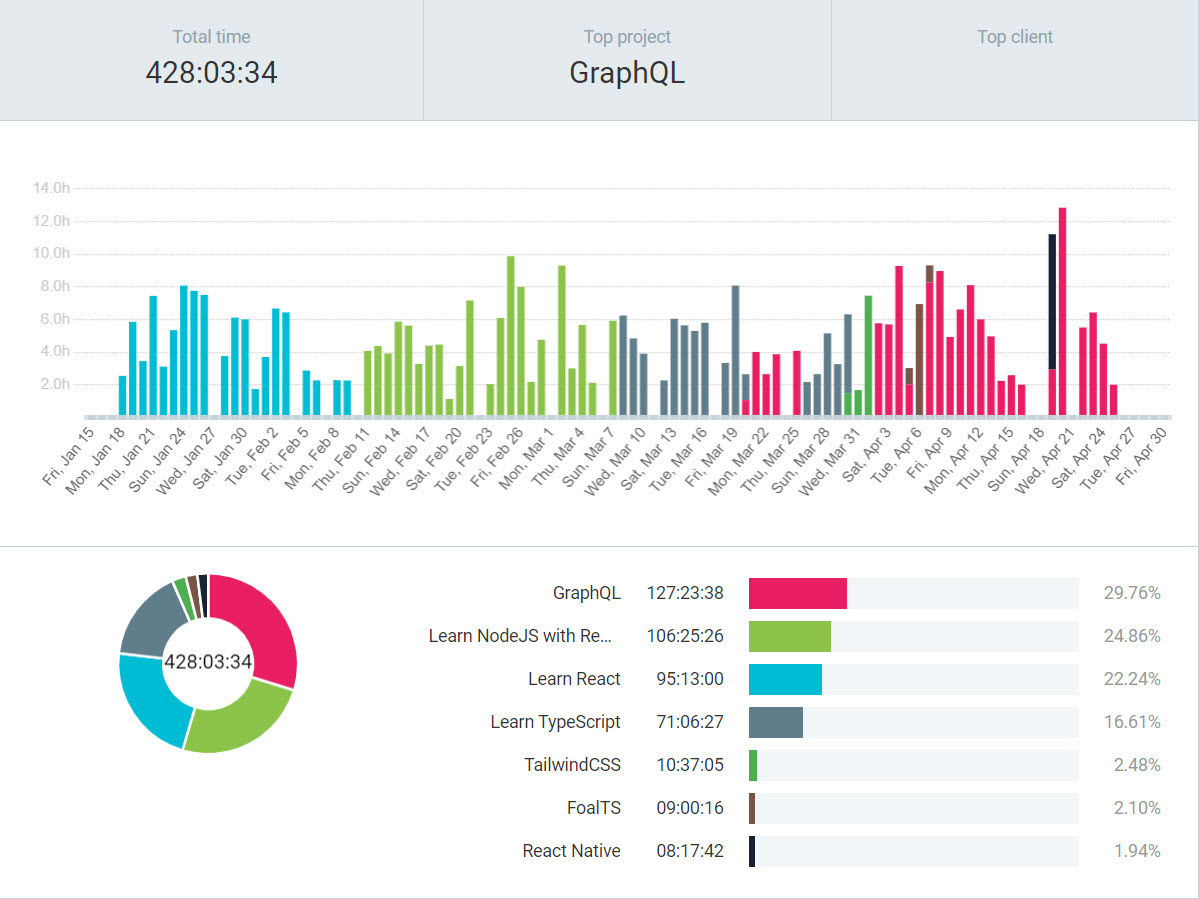 Total time
Top project
Top client
428:03:34
GraphQL
14.0h
12.0h
10.0h
8.0h
6.0h
4.0h
2.0h
Fri, Jan 15
Mon, Jan 18
Thu, Jan 21
Sun, Jan 24
Wed, Jan 27
Sat, Jan 30
Tue, Feb 2
Fri, Feb 5
Mon, Feb 8
Thu, Feb 11
Sun, Feb 14
Wed, Feb 17
Sat, Feb 20
Tue, Feb 23
Fri, Feb 26
Mon, Mar 1
Thu, Mar 4
Sun, Mar 7
Wed, Mar 10
Sat, Mar 13
Tue, Mar 16
Fri, Mar 19
Mon, Mar 22
Thu, Mar 25
Sun, Mar 28
Wed, Mar 31
Sat, Apr 3
Tue, Apr 6
Fri, Apr 9
Mon, Apr 12
Thu, Apr 15
Sun, Apr 18
Wed, Apr 21
Sat, Apr 24
Tue, Apr 27
Fri, Apr 30
428:03:34
GraphQL 127:23:38 29.76%
Learn NodeJS with Re... 106:25:26 24.86%
Learn React 95:13:00 22.24%
Learn TypeScript 71:06:27 16.61%
TailwindCSS 10:37:05 2.48%
FoalTS 09:00:16 2.10%
React Native 08:17:42 1.94%